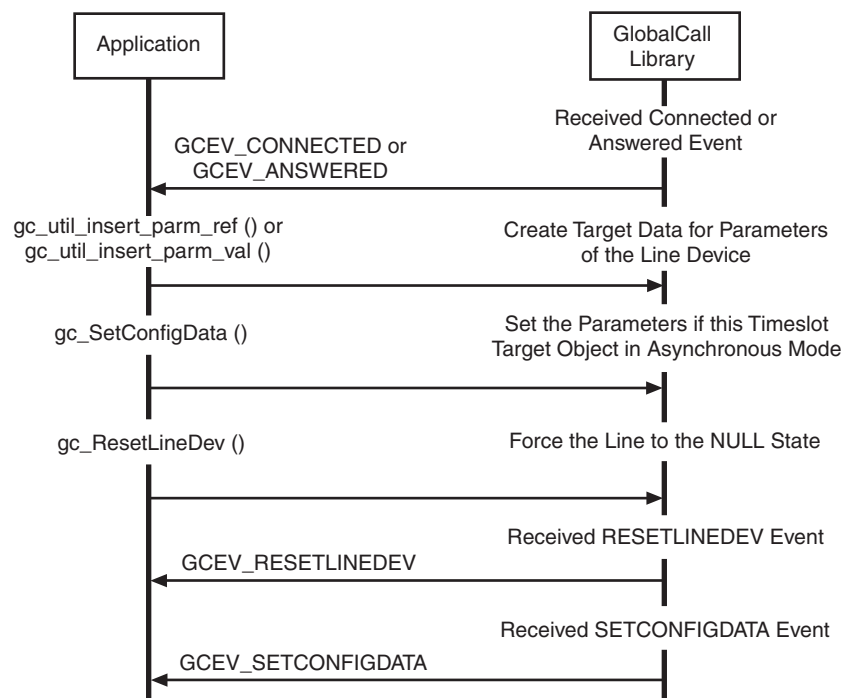 Application
GlobalCall
Library
Received Connected or
Answered Event
GCEV_CONNECTED or
GCEV_ANSWERED
gc_util_insert_parm_ref () or
gc_util_insert_parm_val ()
Create Target Data for Parameters
of the Line Device
gc_SetConfigData ()
Set the Parameters if this Timeslot
Target Object in Asynchronous Mode
gc_ResetLineDev ()
Force the Line to the NULL State
Received RESETLINEDEV Event
GCEV_RESETLINEDEV
Received SETCONFIGDATA Event
GCEV_SETCONFIGDATA